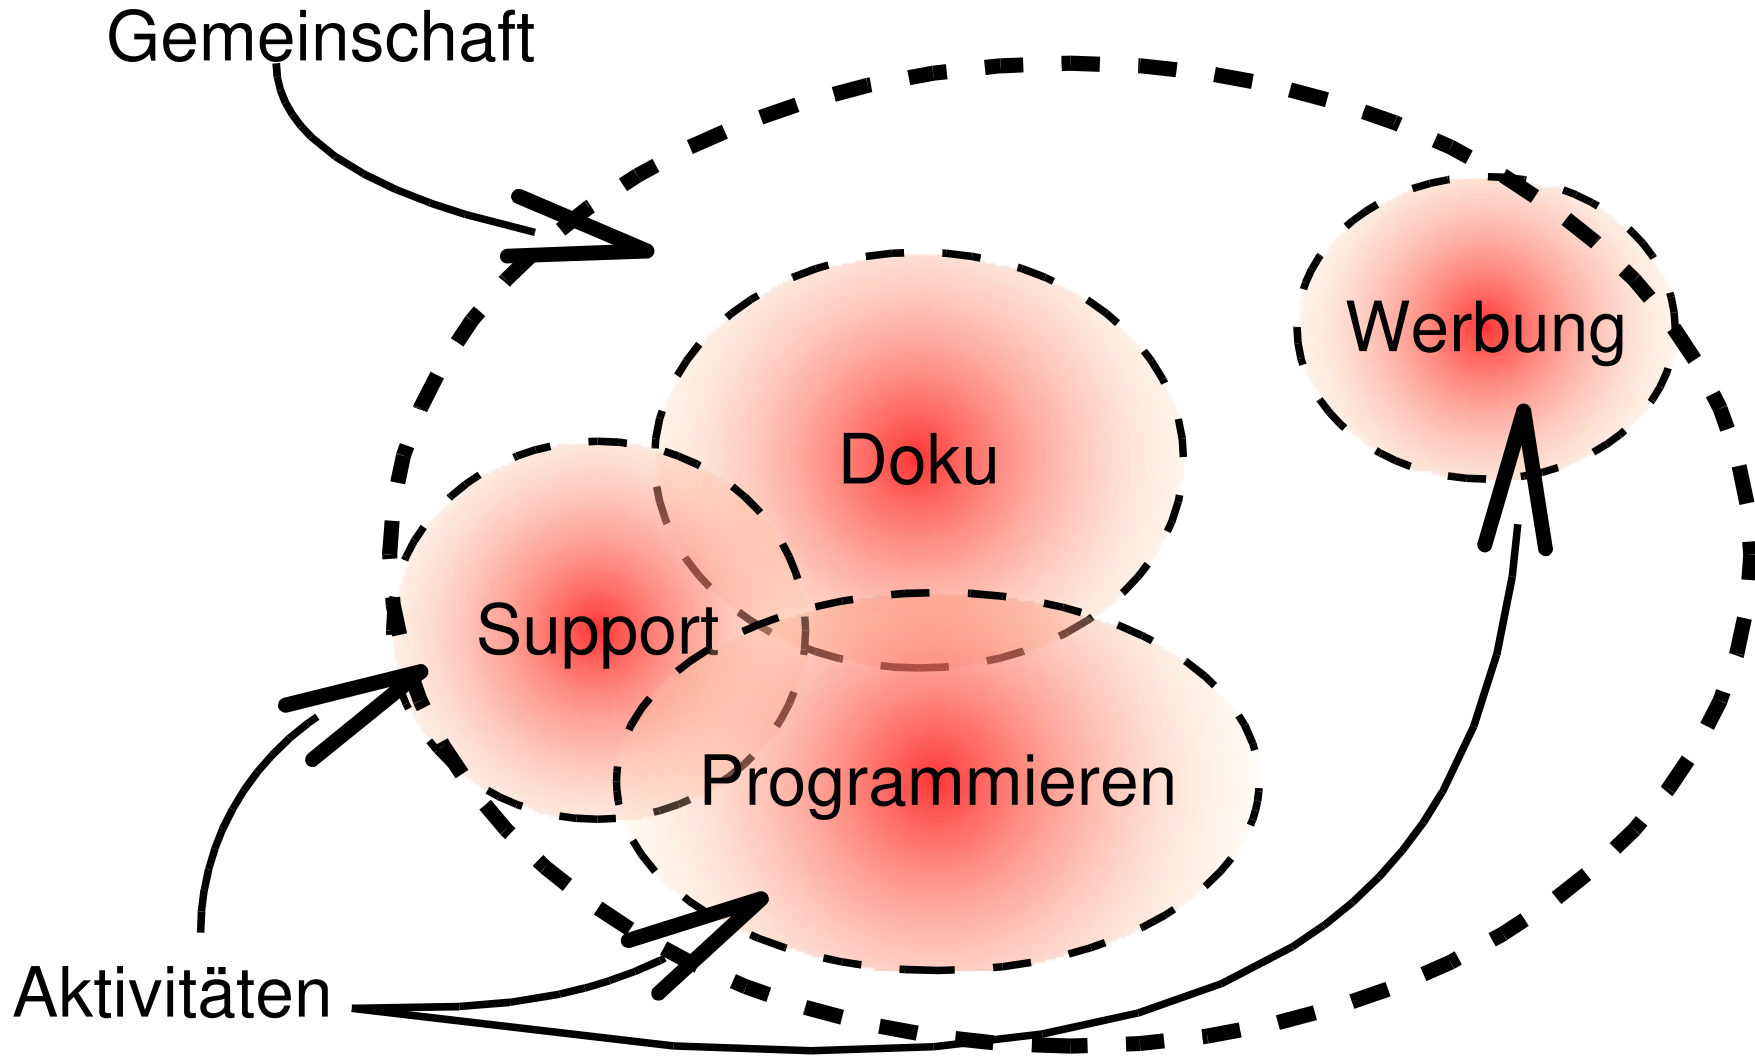 Gemeinschaft
Werbung
Doku
Support
Programmieren
Aktivitäten